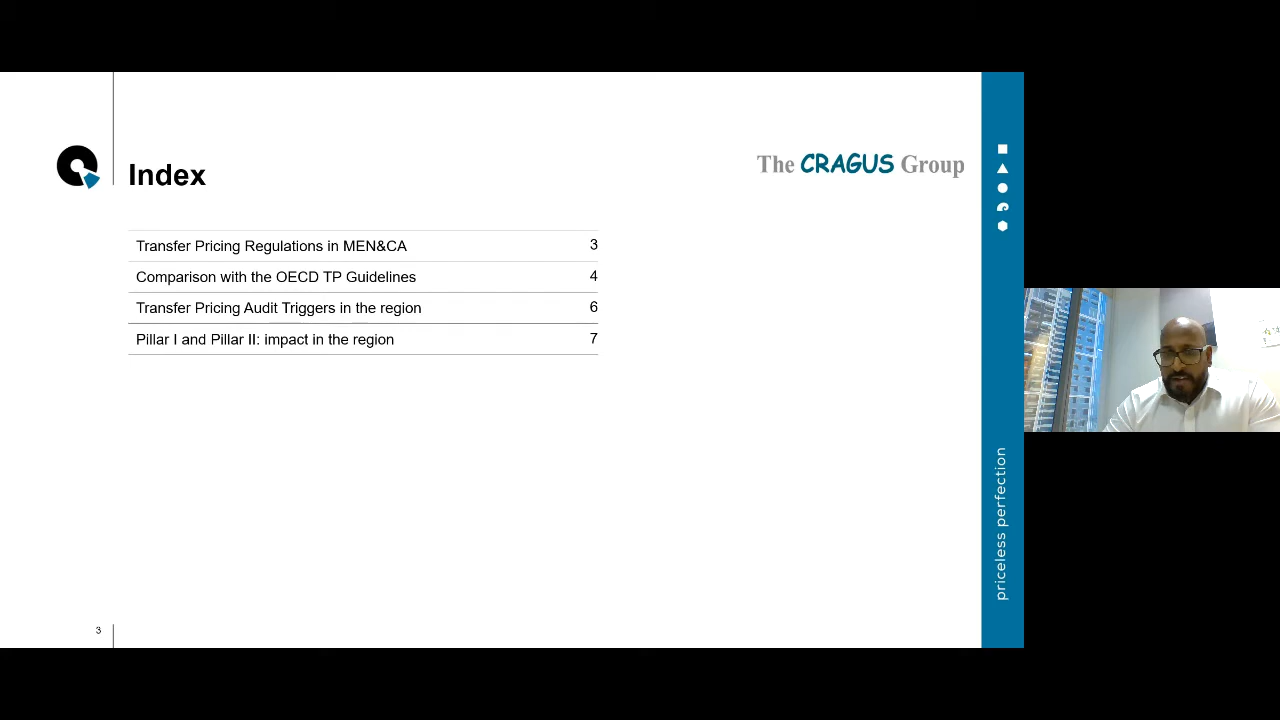 Index
The CRAGUS Group
Transfer Pricing Regulations in MEN&CA 3
Comparison with the OECD TP Guidelines 4
Transfer Pricing Audit Triggers in the region 6
Pillar I and Pillar II: impact in the region 7
priceless perfection
3